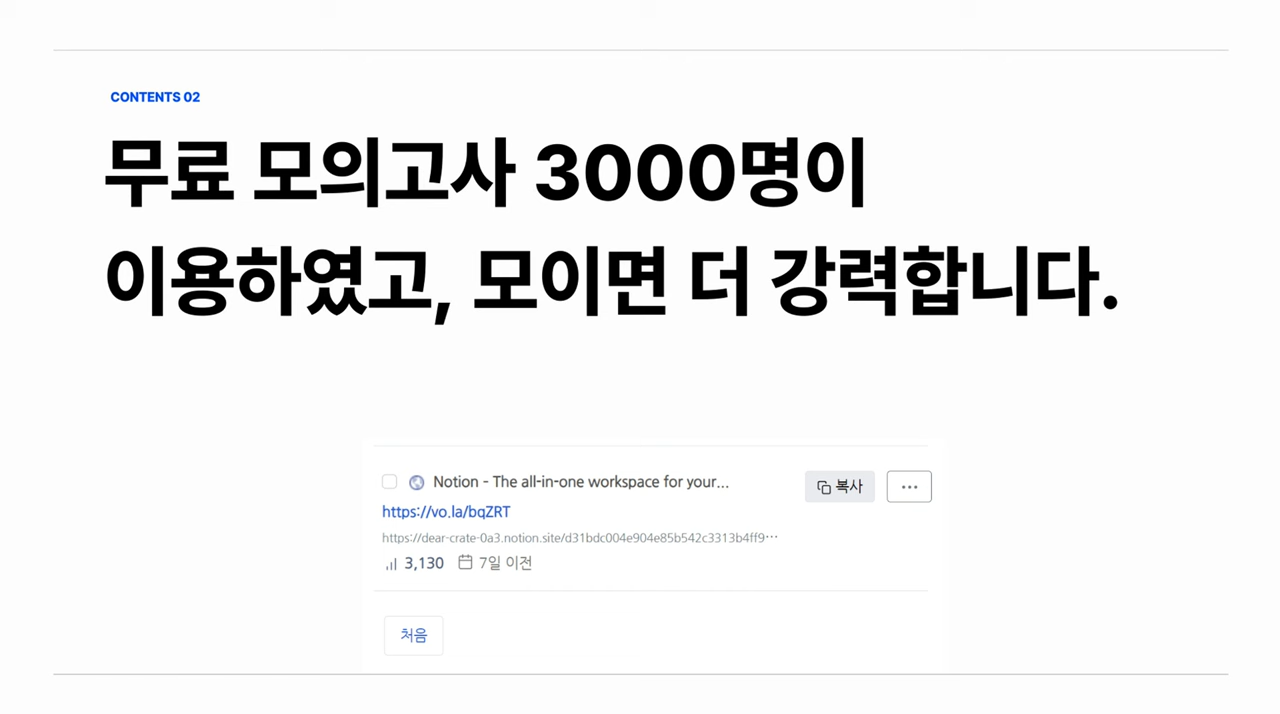 CONTENTS 02
무료 모의고사 3000명이
이용하였고, 모이면 더 강력합니다.
Notion - The all-in-one workspace for your...
복사
https://vo.la/bqZRT
https://dear-crate-0a3.notion.site/d31bdc004e904e85b542c3313b4ff9···
3,130 7일 이전
처음